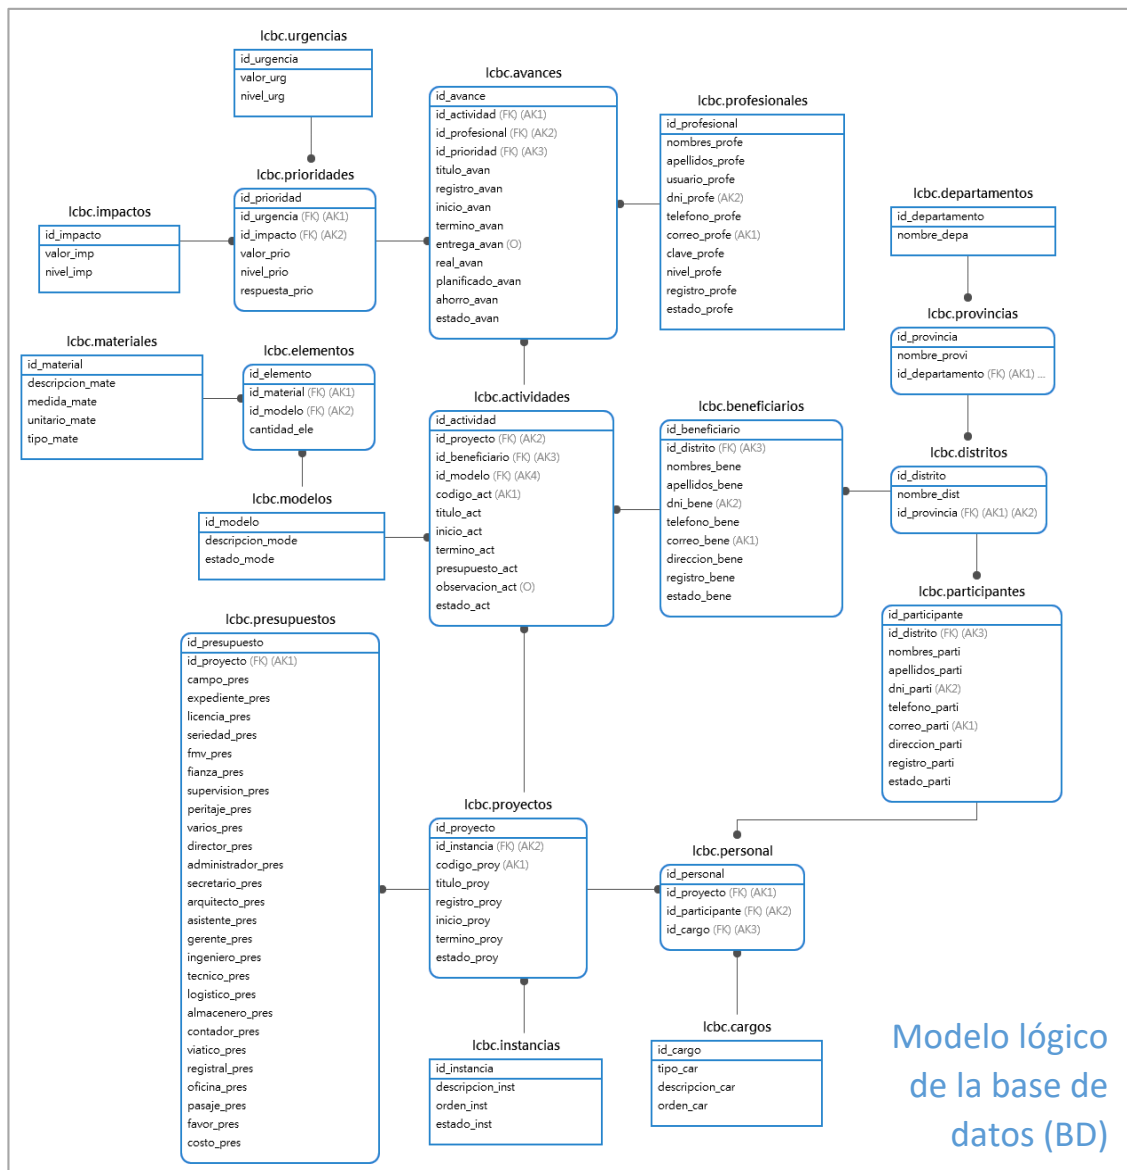 lcbc.urgencias
id_urgencia
valor_urg
nivel_urg
lcbc.avances
id_avance
id_actividad (FK) (AK1)
id_profesional (FK) (AK2)
id_prioridad (FK) (AK3)
titulo_avan
registro_avan
inicio_avan
termino_avan
entrega_avan (O)
real_avan
planificado_avan
ahorro_avan
estado_avan
lcbc.profesionales
id_profesional
nombres_profe
apellidos_profe
usuario_profe
dni_profe (AK2)
telefono_profe
correo_profe (AK1)
clave_profe
nivel_profe
registro_profe
estado_profe
lcbc.prioridades
id_prioridad
id_urgencia (FK) (AK1)
id_impacto (FK) (AK2)
valor_prio
nivel_prio
respuesta_prio
lcbc.impactos
id_impacto
valor_imp
nivel_imp
lcbc.departamentos
id_departamento
nombre_depa
lcbc.provincias
id_provincia
nombre_provi
id_departamento (FK) (AK1) ...
lcbc.materiales
id_material
descripcion_mate
medida_mate
unitario_mate
tipo_mate
lcbc.elementos
id_elemento
id_material (FK) (AK1)
id_modelo (FK) (AK2)
cantidad_ele
lcbc.actividades
id_actividad
id_proyecto (FK) (AK2)
id_beneficiario (FK) (AK3)
id_modelo (FK) (AK4)
codigo_act (AK1)
titulo_act
inicio_act
termino_act
presupuesto_act
observacion_act (O)
estado_act
lcbc.beneficiarios
id_beneficiario
id_distrito (FK) (AK3)
nombres_bene
apellidos_bene
dni_bene (AK2)
telefono_bene
correo_bene (AK1)
direccion_bene
registro_bene
estado_bene
lcbc.distritos
id_distrito
nombre_dist
id_provincia (FK) (AK1) (AK2)
lcbc.modelos
id_modelo
descripcion_mode
estado_mode
lcbc.participantes
id_participante
id_distrito (FK) (AK3)
nombres_parti
apellidos_parti
dni_parti (AK2)
telefono_parti
correo_parti (AK1)
direccion_parti
registro_parti
estado_parti
lcbc.presupuestos
id_presupuesto
id_proyecto (FK) (AK1)
campo_pres
expediente_pres
licencia_pres
seriedad_pres
fmv_pres
fianza_pres
supervision_pres
peritaje_pres
varios_pres
director_pres
administrador_pres
secretario_pres
arquitecto_pres
asistente_pres
gerente_pres
ingeniero_pres
tecnico_pres
logistico_pres
almacenero_pres
contador_pres
viatico_pres
registral_pres
oficina_pres
pasaje_pres
favor_pres
costo_pres
lcbc.proyectos
id_proyecto
id_instancia (FK) (AK2)
codigo_proy (AK1)
titulo_proy
registro_proy
inicio_proy
termino_proy
estado_proy
lcbc.personal
id_personal
id_proyecto (FK) (AK1)
id_participante (FK) (AK2)
id_cargo (FK) (AK3)
lcbc.instancias
id_instancia
descripcion_inst
orden_inst
estado_inst
lcbc.cargos
id_cargo
tipo_car
descripcion_car
orden_car
Modelo lógico
de la base de
datos (BD)